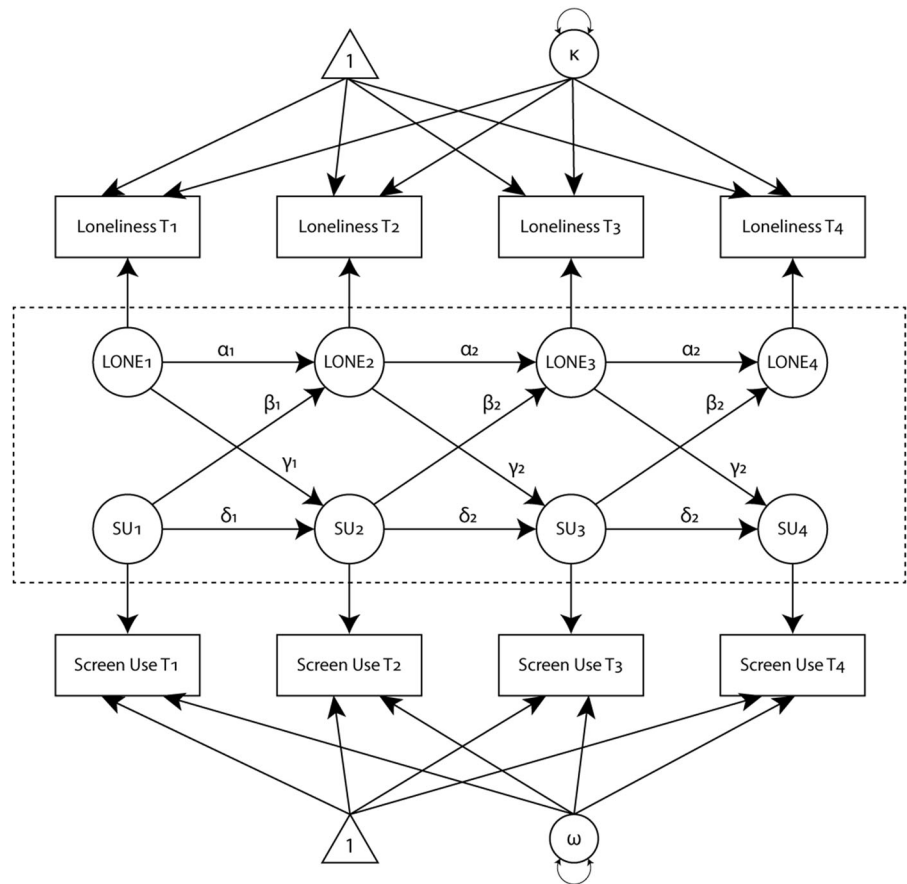 1
κ
Loneliness T1
Loneliness T2
Loneliness T3
Loneliness T4
LONE1
α1
LONE2
α2
LONE3
α2
LONE4
β1
β2
β2
γ1
γ2
γ2
SU1
δ1
SU2
δ2
SU3
δ2
SU4
Screen Use T1
Screen Use T2
Screen Use T3
Screen Use T4
1
ω